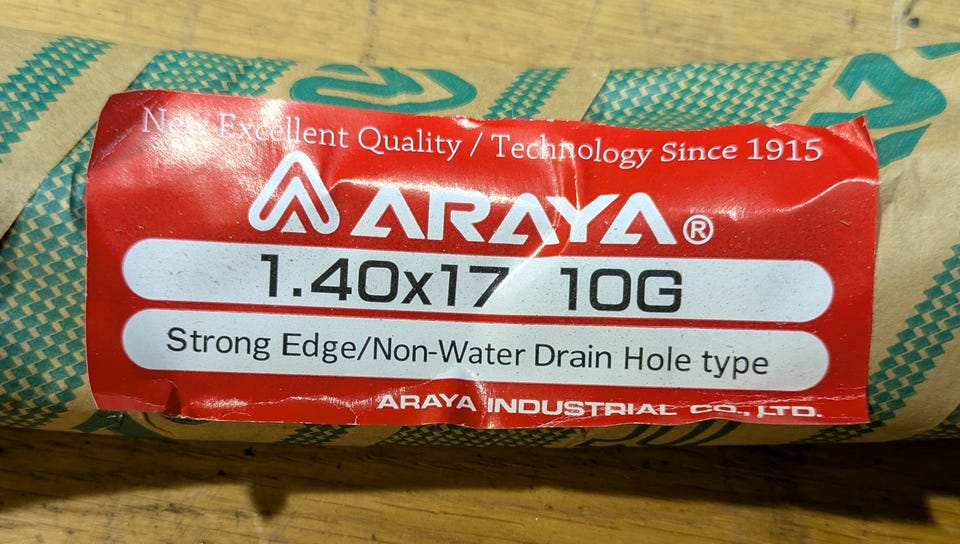 New Excellent Quality / Technology Since 1915
ARAYA®
1.40x17 10G
Strong Edge/Non-Water Drain Hole type
ARAYA INDUSTRIAL CO., LTD.